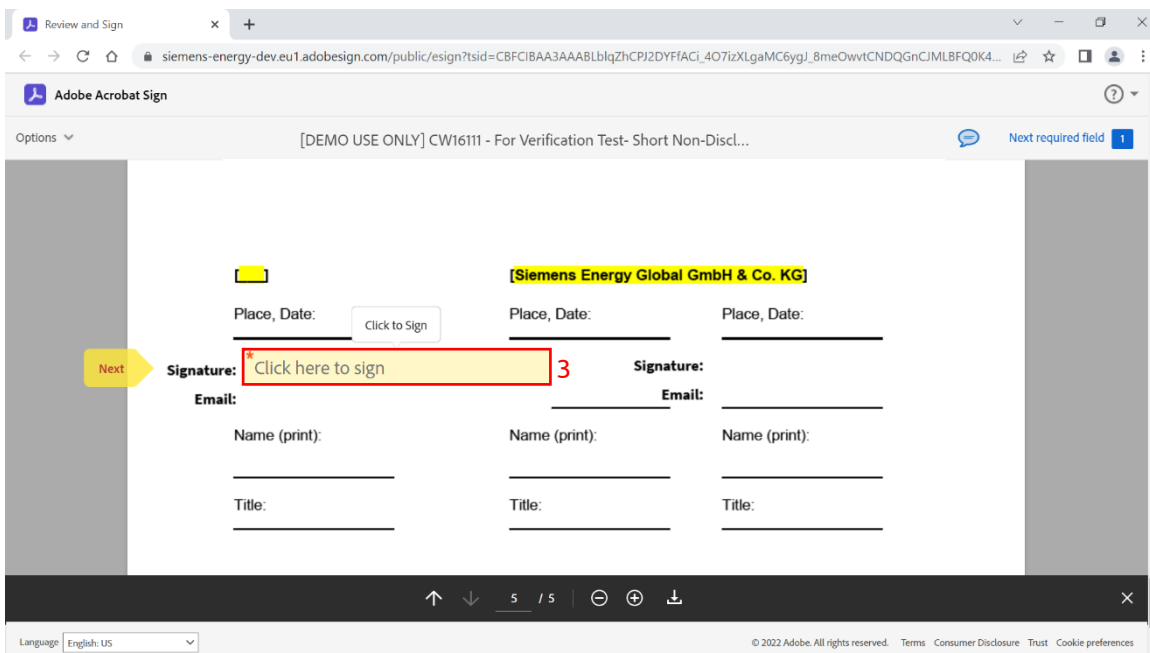 Review and Sign
siemens-energy-dev.eu1.adobesign.com/public/esign?tsid=CBFCIBAA3AAABLblqZhCPJ2DYFfACi_4O7izXLgaMC6ygJ_8meOwvtCNDQGnCJMLBFQ0K4...
Adobe Acrobat Sign
Options
[DEMO USE ONLY] CW16111 - For Verification Test- Short Non-Discl...
Next required field 1
[___] [Siemens Energy Global GmbH & Co. KG]
Place, Date: Place, Date: Place, Date:
Click to Sign
Next Signature: * Click here to sign 3 Signature:
Email: Email:
Name (print): Name (print): Name (print):
Title: Title: Title:
5 / 5
Language English: US © 2022 Adobe. All rights reserved. Terms Consumer Disclosure Trust Cookie preferences